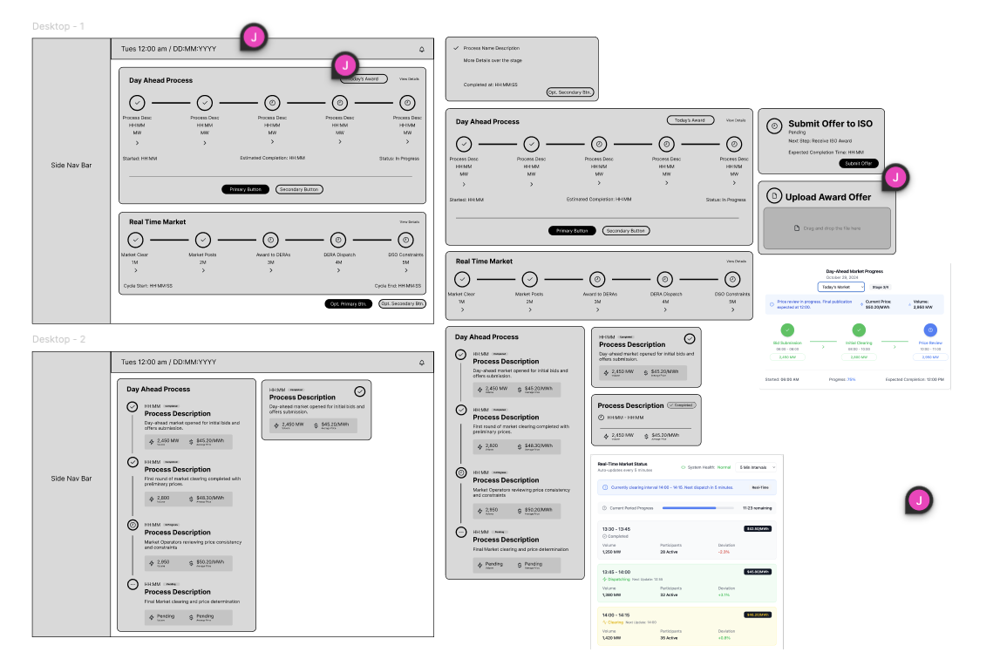 Desktop - 1
Tues 12:00 am / DD:MM:YYYY
J
J
Side Nav Bar
Day Ahead Process
Today's Award
View Details
Process Desc
Process Desc
Process Desc
Process Desc
Process Desc
HH:MM
HH:MM
HH:MM
HH:MM
HH:MM
MW
MW
MW
MW
MW
Started: HH:MM
Estimated Completion: HH:MM
Status: In Progress
Primary Button
Secondary Button
Real Time Market
View Details
Market Clear
Market Posts
Award to DERAs
DERA Dispatch
DSO Constraints
1M
2M
3M
4M
5M
Cycle Start: HH:MM:SS
Cycle End: HH:MM:SS
Opt. Primary Btn.
Opt. Secondary Btn.
Desktop - 2
Tues 12:00 am / DD:MM:YYYY
Side Nav Bar
Day Ahead Process
HH:MM Completed
Process Description
Day-ahead market opened for initial bids and
offers submission.
2,450 MW
Volume
$45.20/MWh
Average Price
HH:MM Completed
Process Description
First round of market clearing completed with
preliminary prices.
2,800
Volume
$48.30/MWh
Average Price
HH:MM In Progress
Process Description
Market Operators reviewing price consistency
and constraints
2,950
Volume
$50.20/MWh
Average Price
HH:MM Pending
Process Description
Final Market clearing and price determination
Pending
Volume
Pending
Average Price
HH:MM Completed
Process Description
Day-ahead market opened for initial bids and
offers submission.
2,450 MW
Volume
$45.20/MWh
Average Price
Process Name Description
More Details over the stage
Completed at: HH:MM:SS
Opt. Secondary Btn.
Day Ahead Process
Today's Award
View Details
Process Desc
Process Desc
Process Desc
Process Desc
Process Desc
HH:MM
HH:MM
HH:MM
HH:MM
HH:MM
MW
MW
MW
MW
MW
Started: HH:MM
Estimated Completion: HH:MM
Status: In Progress
Primary Button
Secondary Button
Submit Offer to ISO
Pending
Next Step: Receive ISO Award
Expected Completion Time: HH:MM
Submit Offer
J
Upload Award Offer
Drag and drop the file here
Real Time Market
View Details
Market Clear
Market Posts
Award to DERAs
DERA Dispatch
DSO Constraints
1M
2M
3M
4M
5M
Day-Ahead Market Progress
October 29, 2024
Today's Market
Stage 3/4
Price review in progress. Final publication
expected at 12:00.
Current Price:
$50.20/MWh
Volume:
2,950 MW
Bid Submission
Initial Clearing
Price Review
06:00 - 08:00
08:00 - 10:00
10:00 - 11:00
2,450 MW
2,800 MW
2,950 MW
Started: 06:00 AM
Progress: 75%
Expected Completion: 12:00 PM
Day Ahead Process
HH:MM Completed
Process Description
Day-ahead market opened for initial bids and
offers submission.
2,450 MW
Volume
$45.20/MWh
Average Price
HH:MM Completed
Process Description
First round of market clearing completed with
preliminary prices.
2,800
Volume
$48.30/MWh
Average Price
HH:MM In Progress
Process Description
Market Operators reviewing price consistency
and constraints
2,950
Volume
$50.20/MWh
Average Price
HH:MM Pending
Process Description
Final Market clearing and price determination
Pending
Volume
Pending
Average Price
HH:MM Completed
Process Description
Day-ahead market opened for initial bids and
offers submission.
2,450 MW
Volume
$45.20/MWh
Average Price
Process Description
Completed
HH:MM - HH:MM
2,450 MW
Volume
$45.20/MWh
Average Price
Real-Time Market Status
Auto-updates every 5 minutes
System Health: Normal
5 Min Intervals
Currently clearing interval 14:00 - 14:15. Next dispatch in 5 minutes.
Real-Time
Current Period Progress
11:23 remaining
13:30 - 13:45
$43.50/MWh
Completed
Volume
Participants
Deviation
1,250 MW
28 Active
-2.3%
13:45 - 14:00
$45.80/MWh
Dispatching
Next Update: 13:58
Volume
Participants
Deviation
1,380 MW
32 Active
+3.1%
14:00 - 14:15
Clearing
Next Update: 14:00
Volume
Participants
Deviation
1,420 MW
35 Active
+0.8%
J